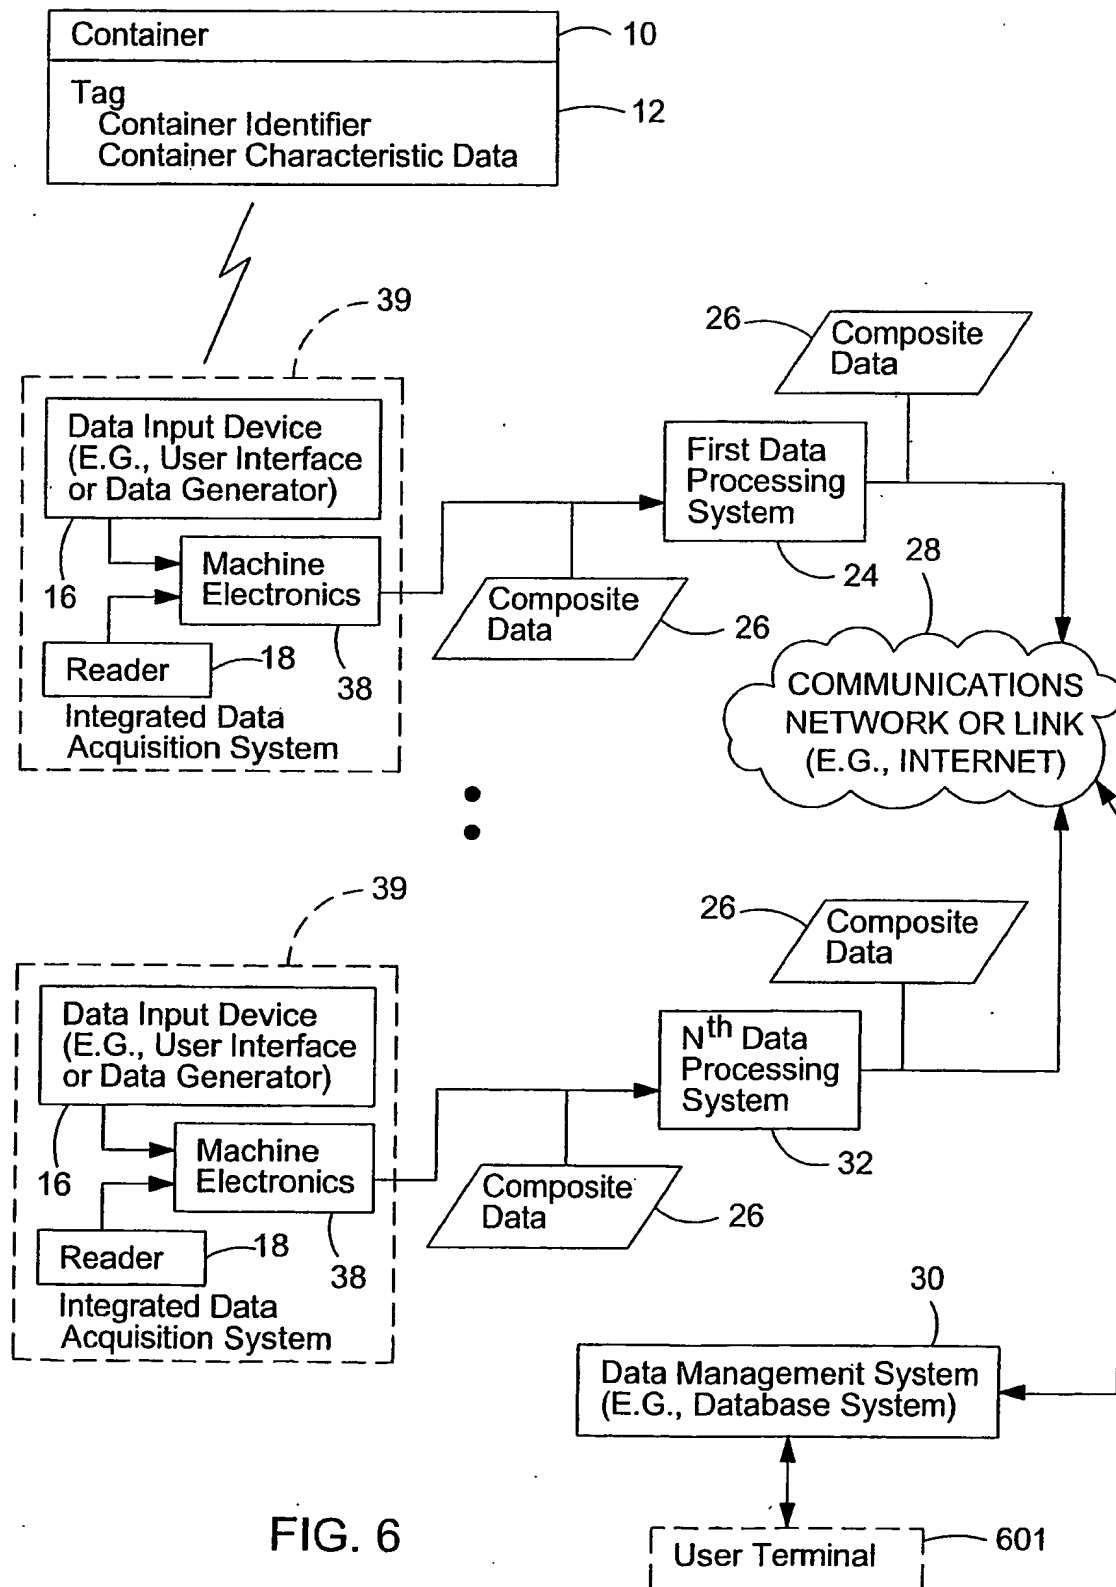 Container
10
Tag
Container Identifier
Container Characteristic Data
12
39
Data Input Device
(E.G., User Interface
or Data Generator)
16
Machine
Electronics
38
Reader
18
Integrated Data
Acquisition System
Composite
Data
26
First Data
Processing
System
24
26
Composite
Data
28
COMMUNICATIONS
NETWORK OR LINK
(E.G., INTERNET)
39
Data Input Device
(E.G., User Interface
or Data Generator)
16
Machine
Electronics
38
Reader
18
Integrated Data
Acquisition System
Composite
Data
26
Nth Data
Processing
System
32
26
Composite
Data
30
Data Management System
(E.G., Database System)
User Terminal
601
FIG. 6